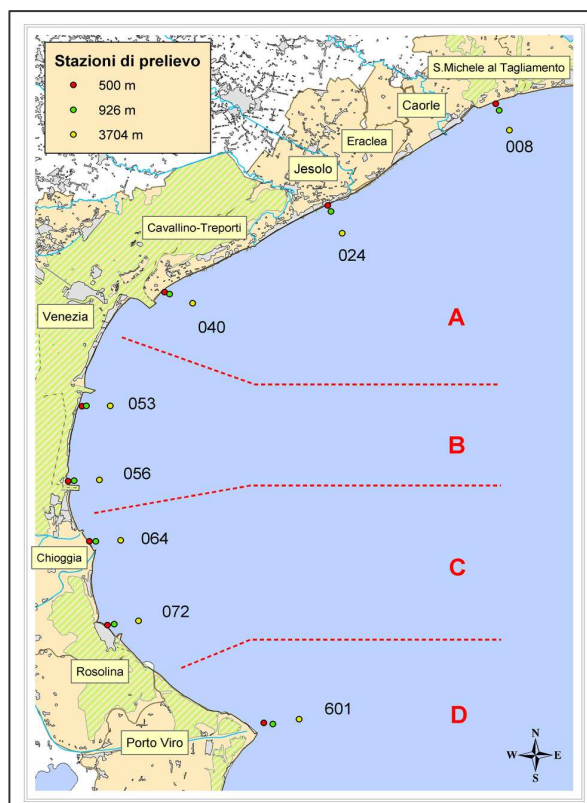 Stazioni di prelievo
500 m
926 m
3704 m
S.Michele al Tagliamento
Caorle
Eraclea
008
Jesolo
Cavallino-Treporti
024
Venezia
040
A
053
B
056
064
Chioggia
C
072
Rosolina
601
D
Porto Viro
N
W E
S